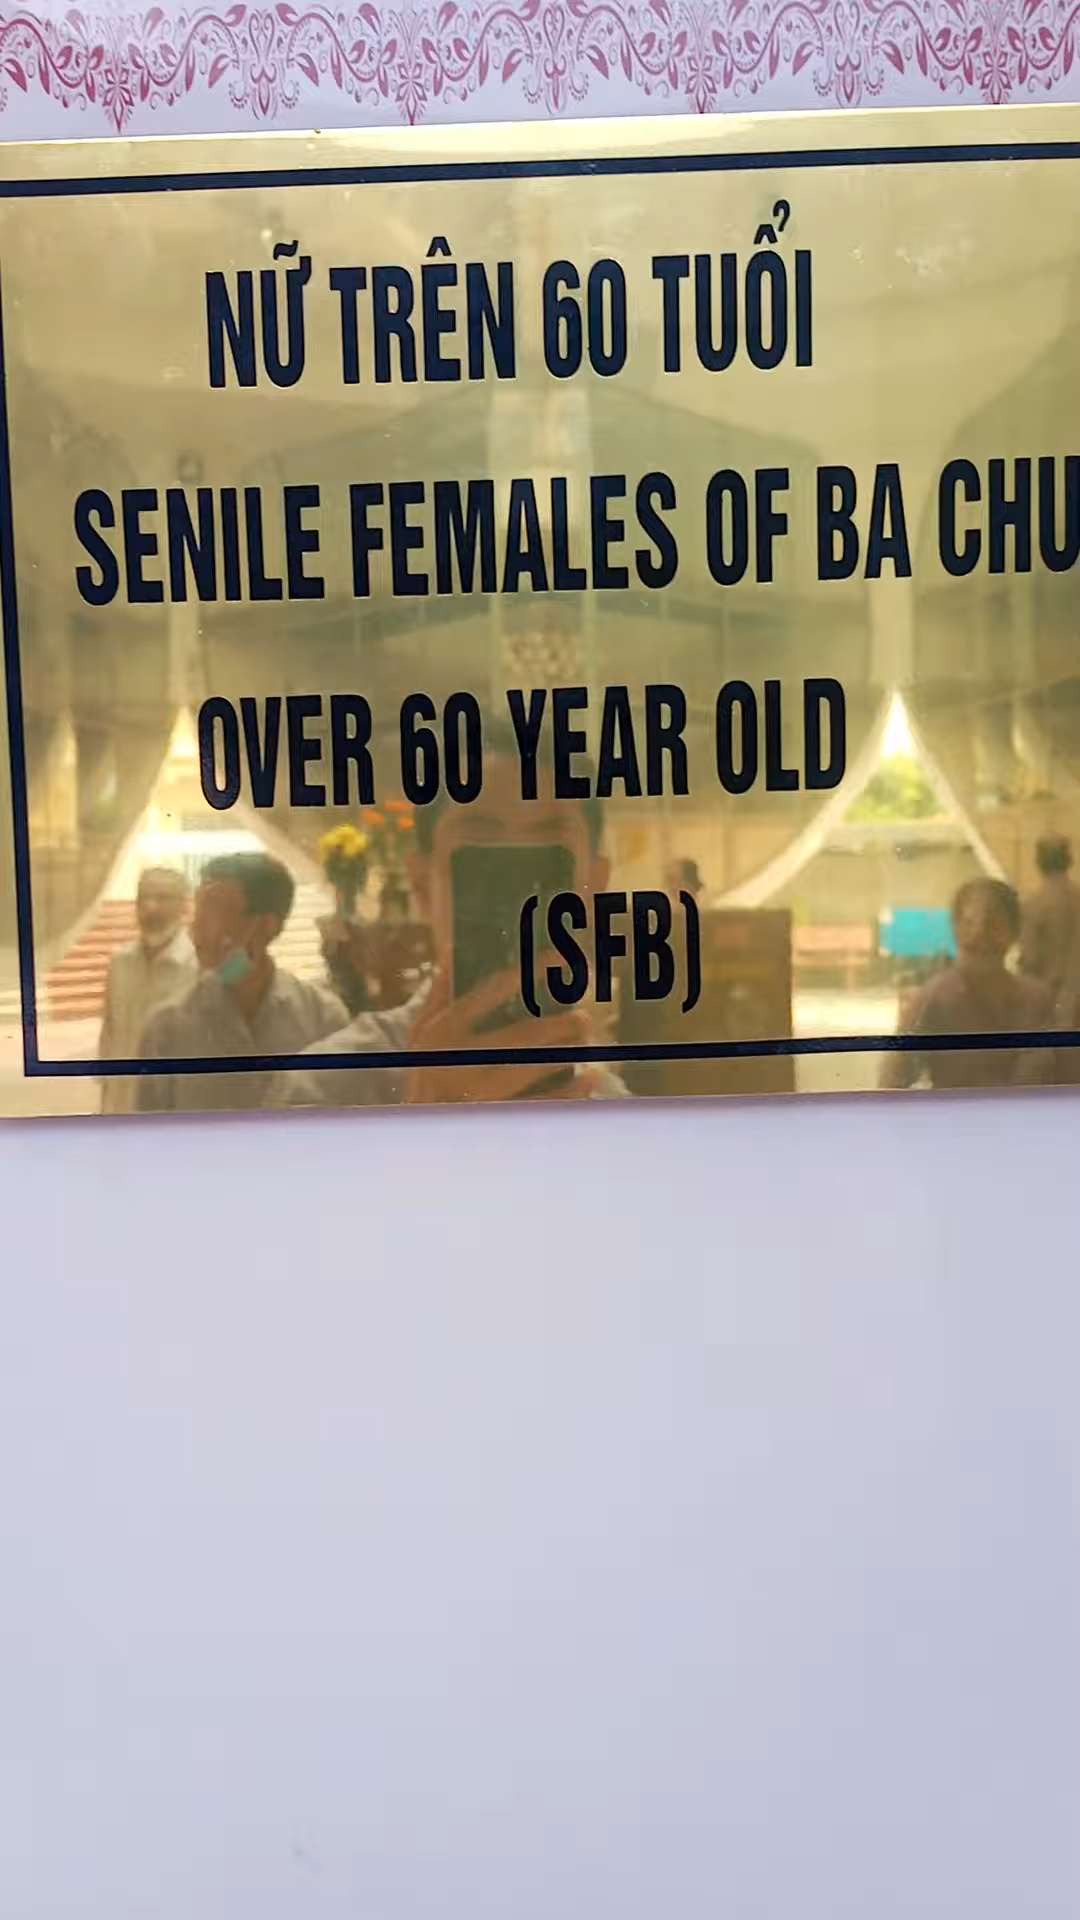 NỮ TRÊN 60 TUỔI
SENILE FEMALES OF BA CHU
OVER 60 YEAR OLD
(SFB)